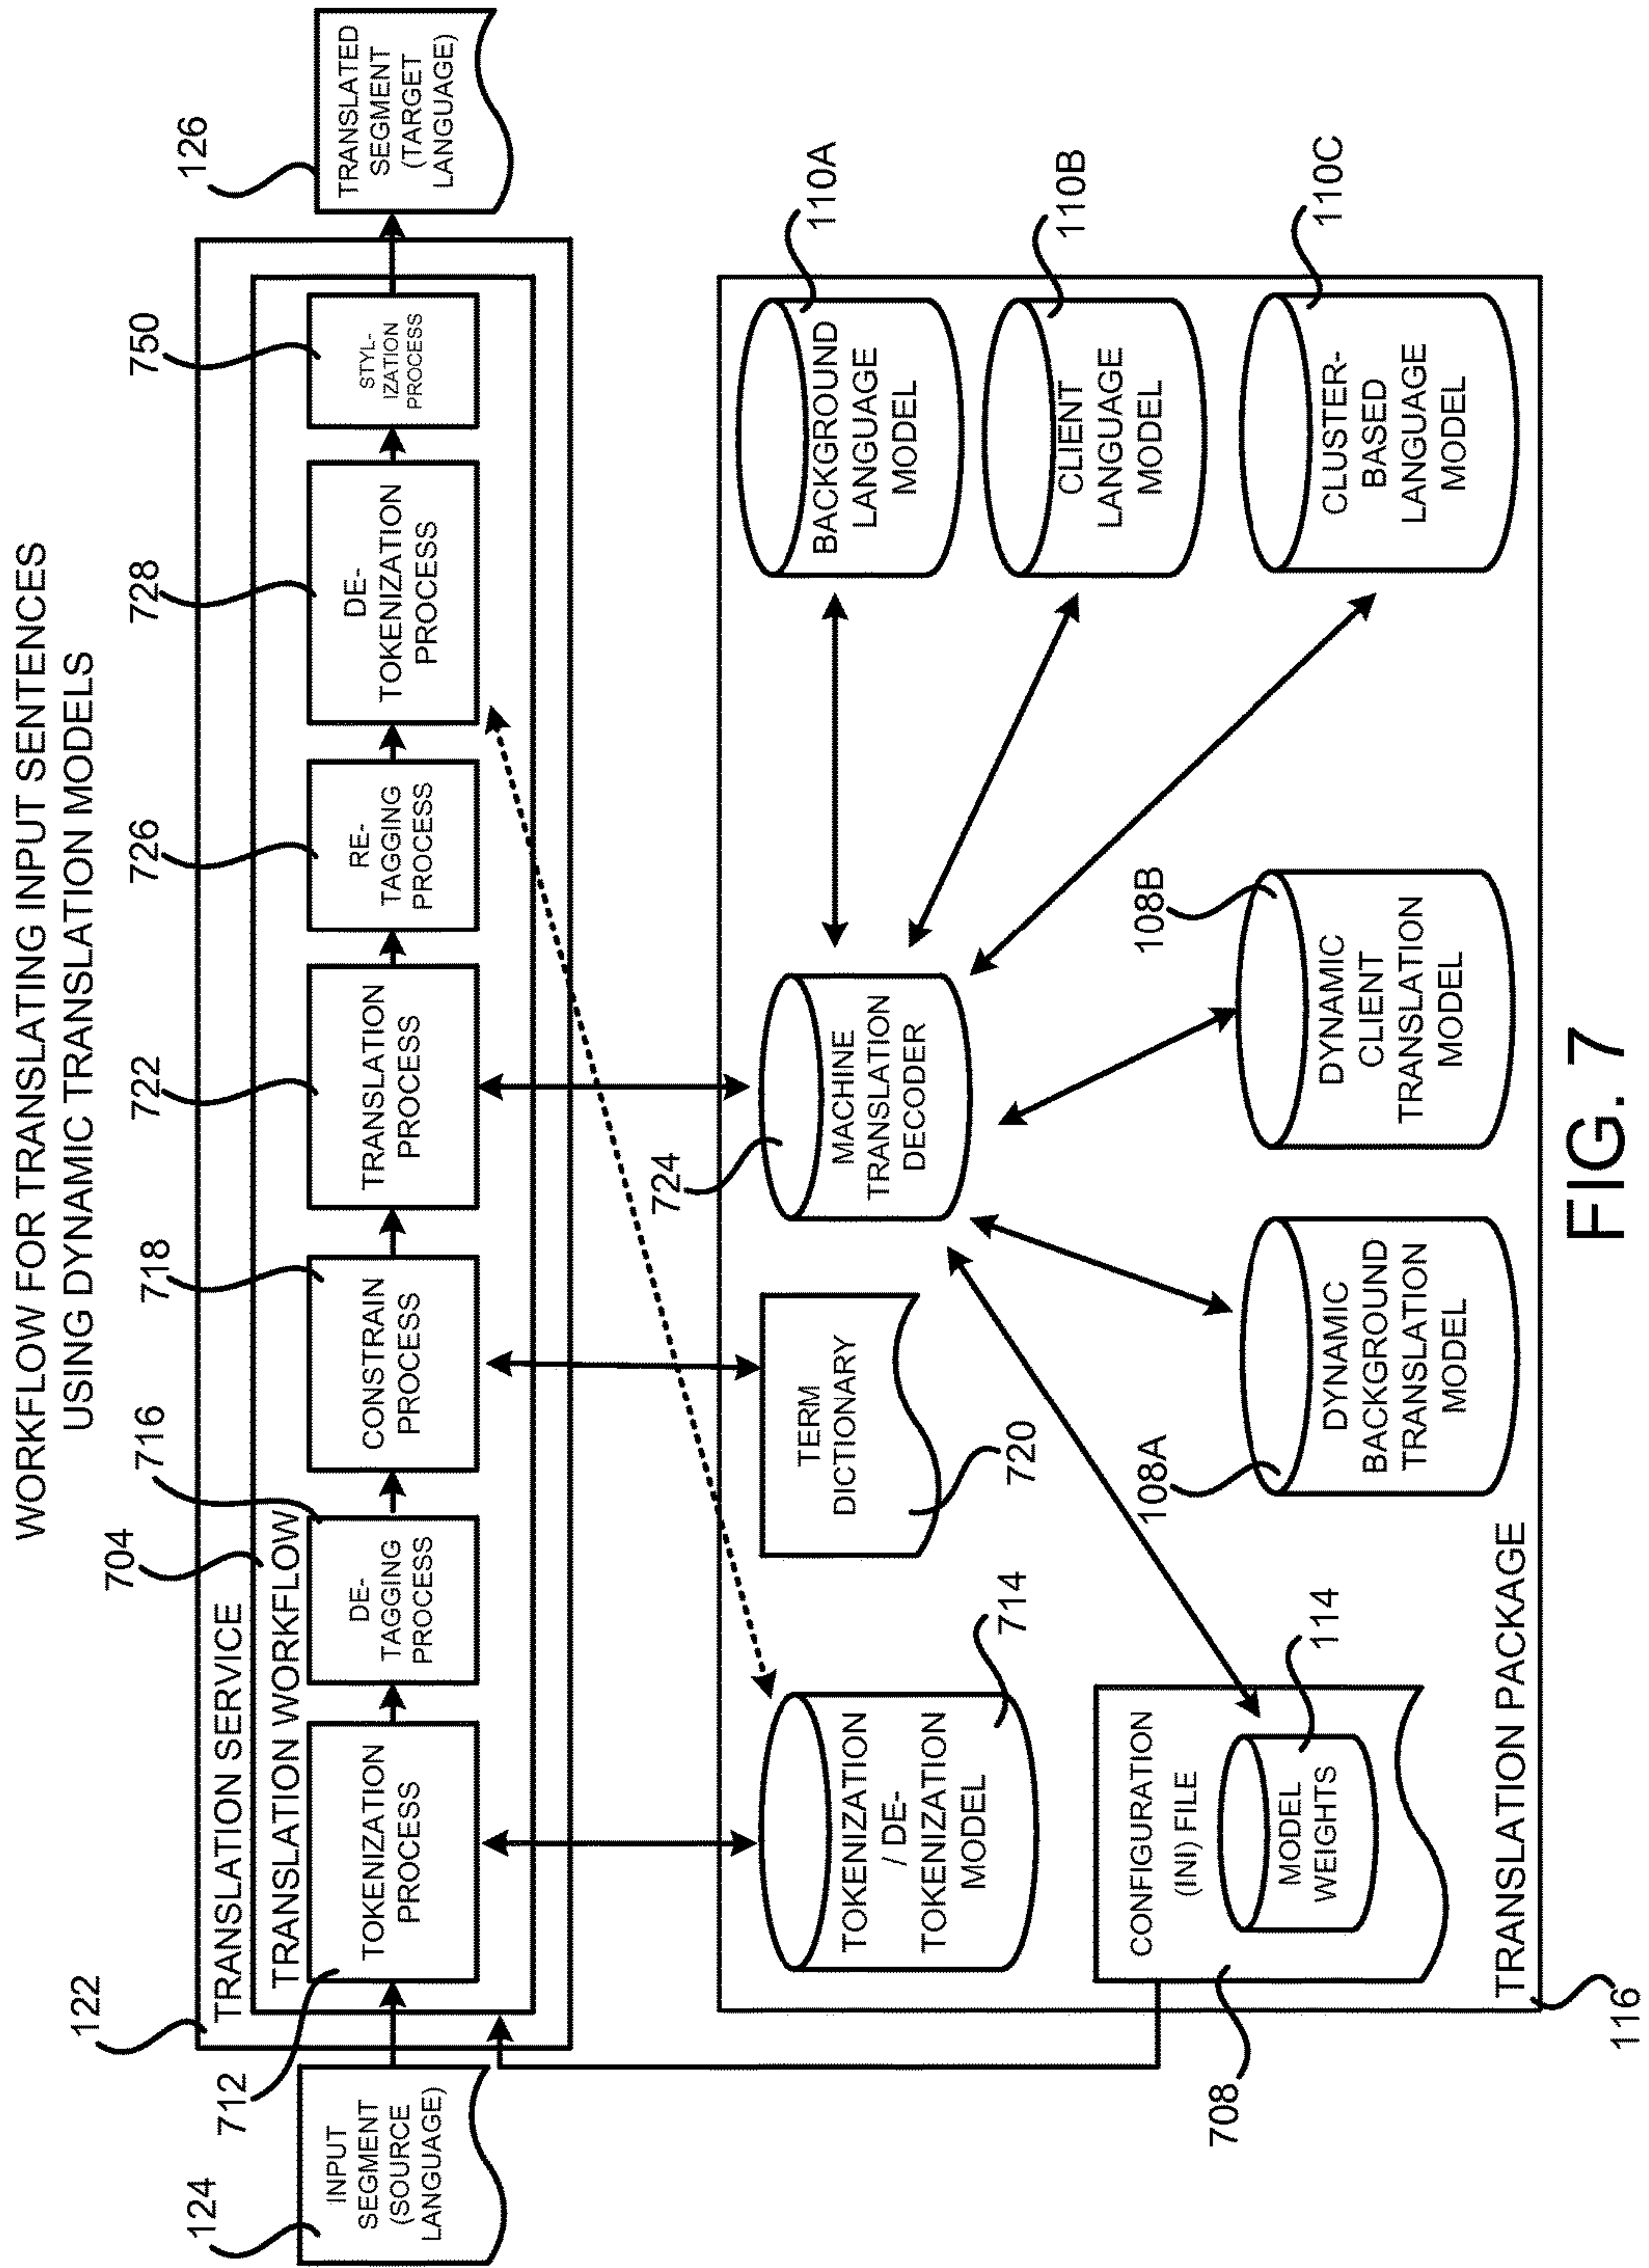 WORKFLOW FOR TRANSLATING INPUT SENTENCES
USING DYNAMIC TRANSLATION MODELS
124
INPUT
SEGMENT
(SOURCE
LANGUAGE)
122
TRANSLATION SERVICE
704
TRANSLATION WORKFLOW
712
TOKENIZATION
PROCESS
716
DE-
TAGGING
PROCESS
718
CONSTRAIN
PROCESS
722
TRANSLATION
PROCESS
726
RE-
TAGGING
PROCESS
728
DE-
TOKENIZATION
PROCESS
750
STYL-
IZATION
PROCESS
126
TRANSLATED
SEGMENT
(TARGET
LANGUAGE)
TOKENIZATION
/ DE-
TOKENIZATION
MODEL
714
TERM
DICTIONARY
720
724
MACHINE
TRANSLATION
DECODER
BACKGROUND
LANGUAGE
MODEL
110A
CLIENT
LANGUAGE
MODEL
110B
CLUSTER-
BASED
LANGUAGE
MODEL
110C
CONFIGURATION
(INI) FILE
708
MODEL
WEIGHTS
114
108A
DYNAMIC
BACKGROUND
TRANSLATION
MODEL
108B
DYNAMIC
CLIENT
TRANSLATION
MODEL
TRANSLATION PACKAGE
116
FIG. 7